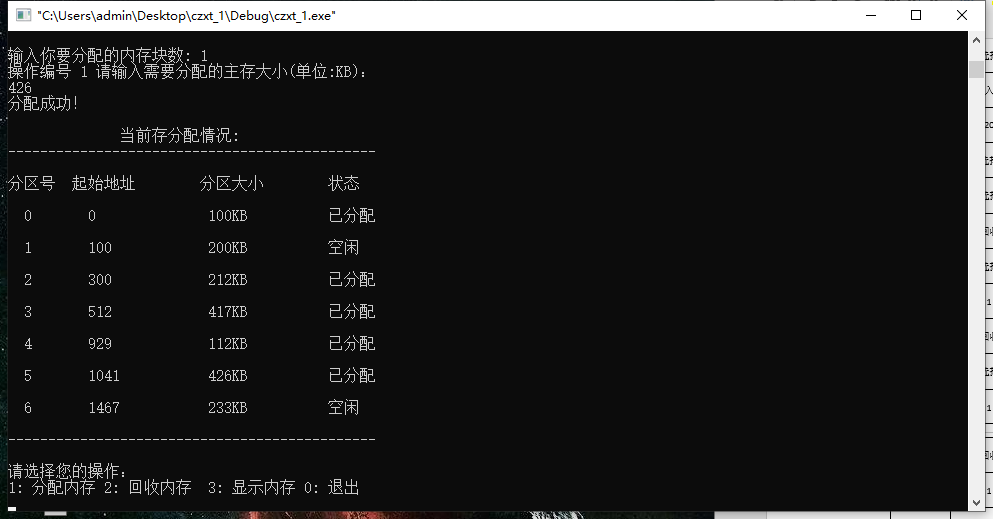 "C:\Users\admin\Desktop\czxt_1\Debug\czxt_1.exe"
输入你要分配的内存块数: 1
操作编号 1 请输入需要分配的主存大小(单位:KB):
426
分配成功!
当前存分配情况:
----------------------------------------------
分区号 起始地址 分区大小 状态
0 0 100KB 已分配
1 100 200KB 空闲
2 300 212KB 已分配
3 512 417KB 已分配
4 929 112KB 已分配
5 1041 426KB 已分配
6 1467 233KB 空闲
----------------------------------------------
请选择您的操作:
1: 分配内存 2: 回收内存 3: 显示内存 0: 退出